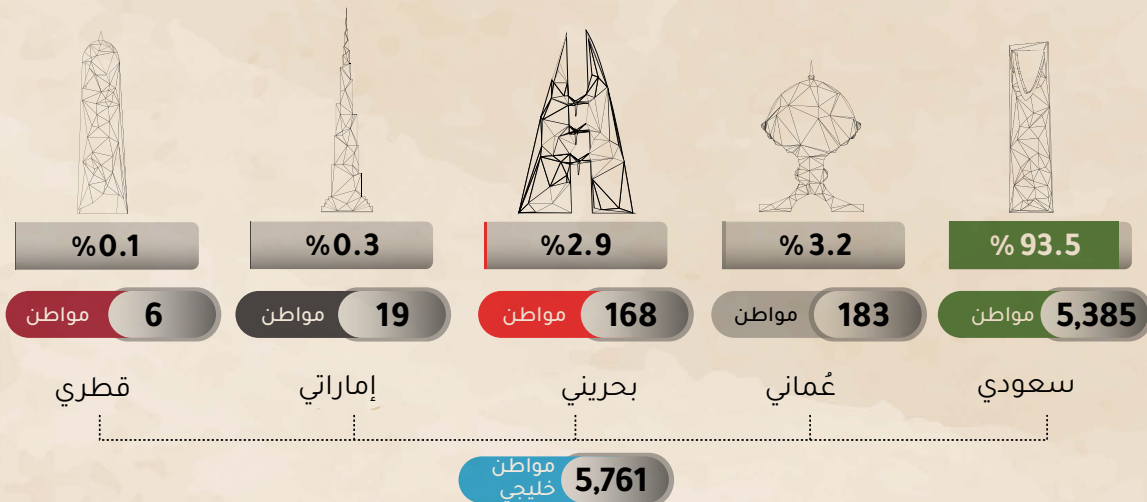 %93.5
%3.2
%2.9
%0.3
%0.1
5,385 مواطن
183 مواطن
168 مواطن
19 مواطن
6 مواطن
سعودي
عُماني
بحريني
إماراتي
قطري
5,761 مواطن
خليجي